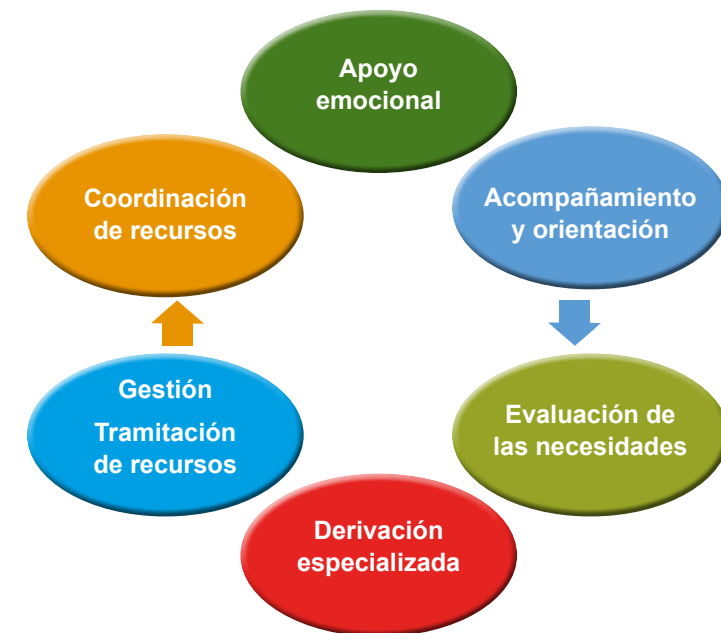 Apoyo
emocional
Acompañamiento
y orientación
Evaluación de
las necesidades
Derivación
especializada
Gestión
Tramitación
de recursos
Coordinación
de recursos